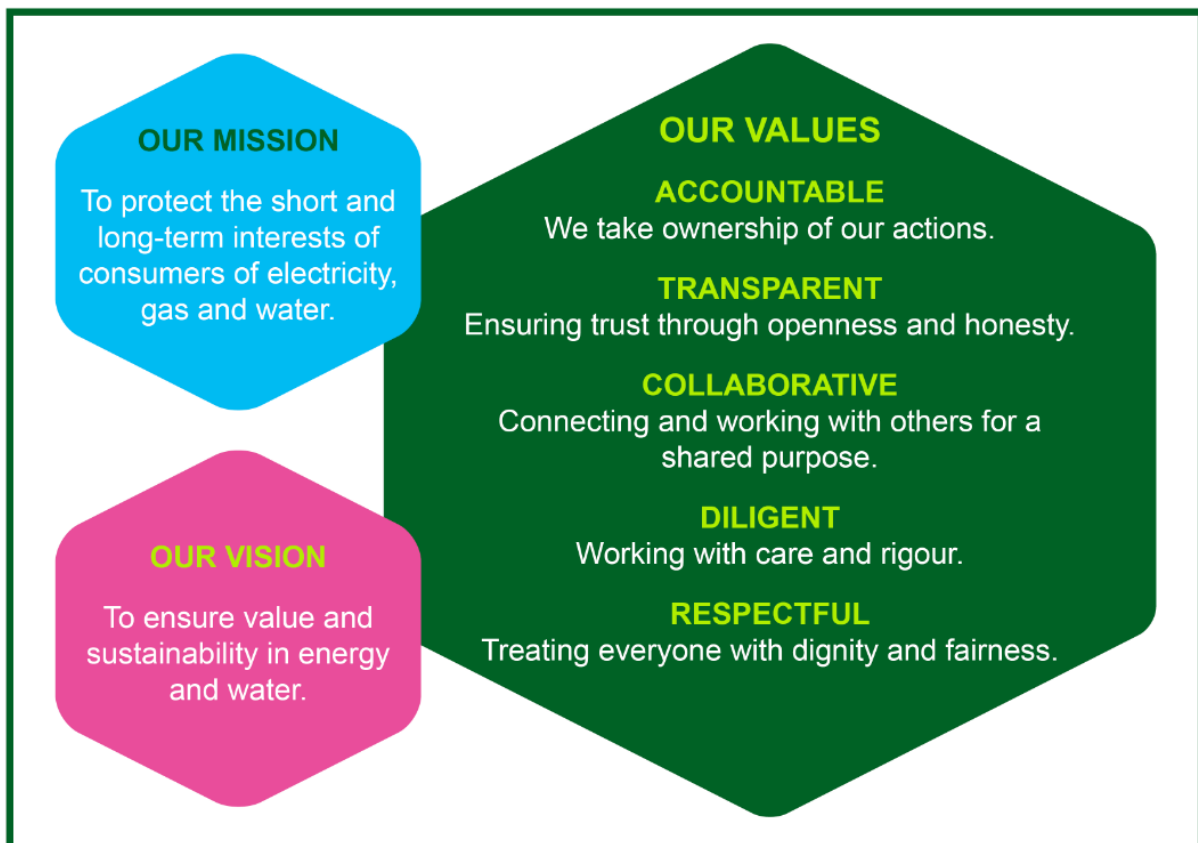 OUR MISSION
To protect the short and
long-term interests of
consumers of electricity,
gas and water.
OUR VISION
To ensure value and
sustainability in energy
and water.
OUR VALUES
ACCOUNTABLE
We take ownership of our actions.
TRANSPARENT
Ensuring trust through openness and honesty.
COLLABORATIVE
Connecting and working with others for a
shared purpose.
DILIGENT
Working with care and rigour.
RESPECTFUL
Treating everyone with dignity and fairness.